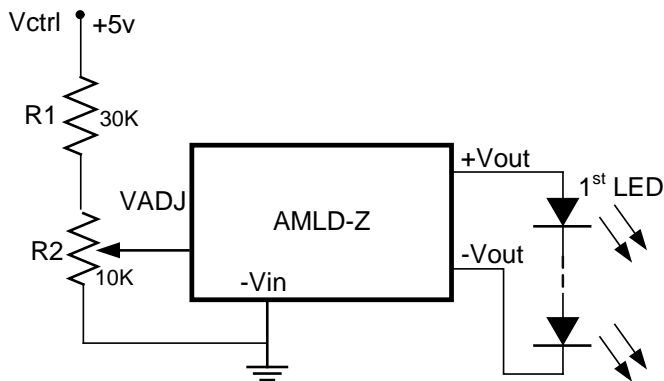 Vctrl
+5v
R1
30K
+Vout
1st LED
VADJ
AMLD-Z
R2
-Vout
10K
-Vin